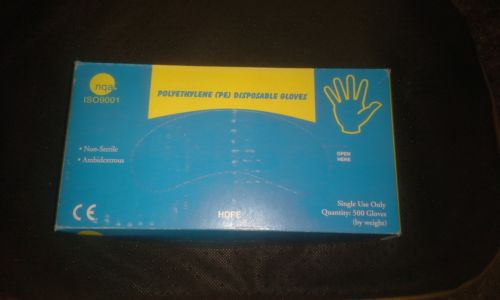 nqa
ISO9001
POLYETHYLENE (PE) DISPOSABLE GLOVES
• Non-Sterile
• Ambidextrous
OPEN
HERE
CE
HDPE
Single Use Only
Quantity: 500 Gloves
(by weight)